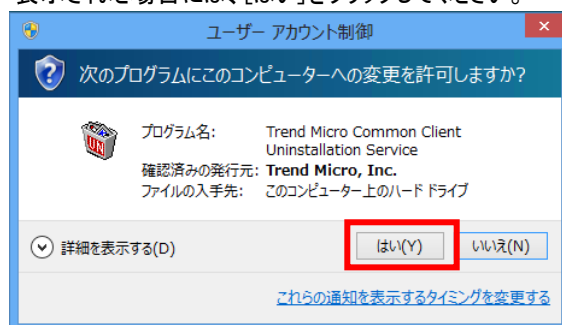 表示された場合には、[はい]をクリックしてください。
ユーザー アカウント制御
次のプログラムにこのコンピューターへの変更を許可しますか?
プログラム名: Trend Micro Common Client
Uninstallation Service
確認済みの発行元: Trend Micro, Inc.
ファイルの入手先: このコンピューター上のハード ドライブ
詳細を表示する(D) はい(Y) いいえ(N)
これらの通知を表示するタイミングを変更する